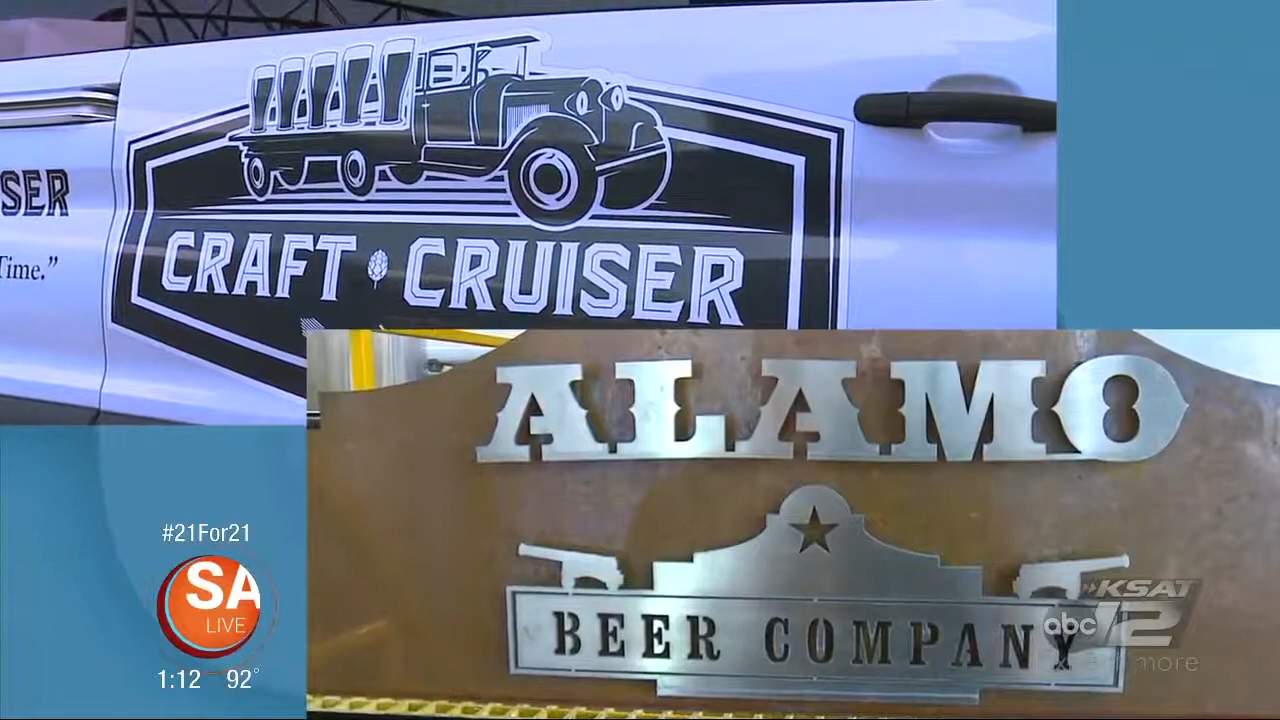 SER
Time.”
CRAFT CRUISER
ALAMO
BEER COMPANY
#21For21
SA
LIVE
1:12 92°
KSAT
abc 12
more